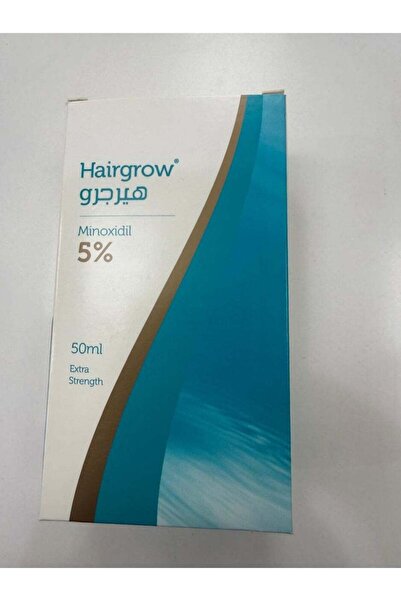 Hairgrow®
هيرجرو
Minoxidil
5%
50ml
Extra
Strength